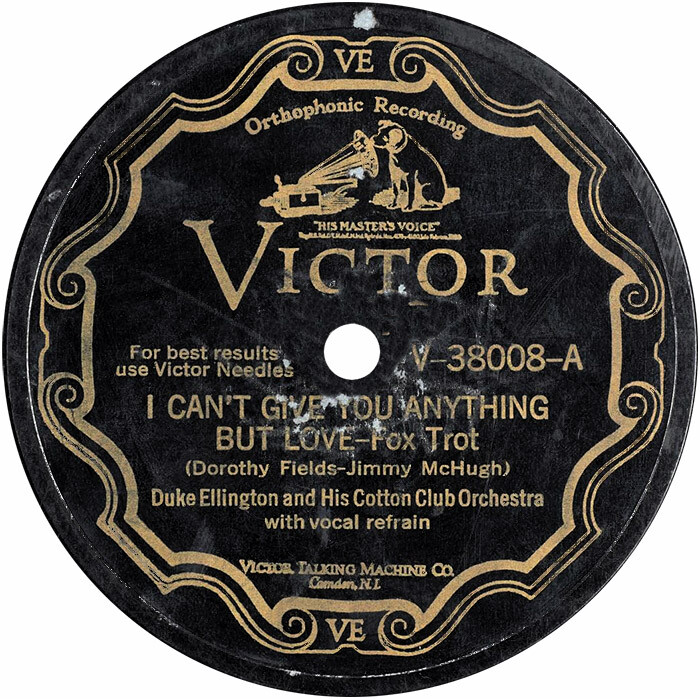 VE
Orthophonic Recording
"HIS MASTER'S VOICE"
VICTOR
For best results
use Victor Needles
V-38008-A
I CAN'T GIVE YOU ANYTHING
BUT LOVE-Fox Trot
(Dorothy Fields-Jimmy McHugh)
Duke Ellington and His Cotton Club Orchestra
with vocal refrain
VICTOR TALKING MACHINE CO.
Camden, N.J.
VE